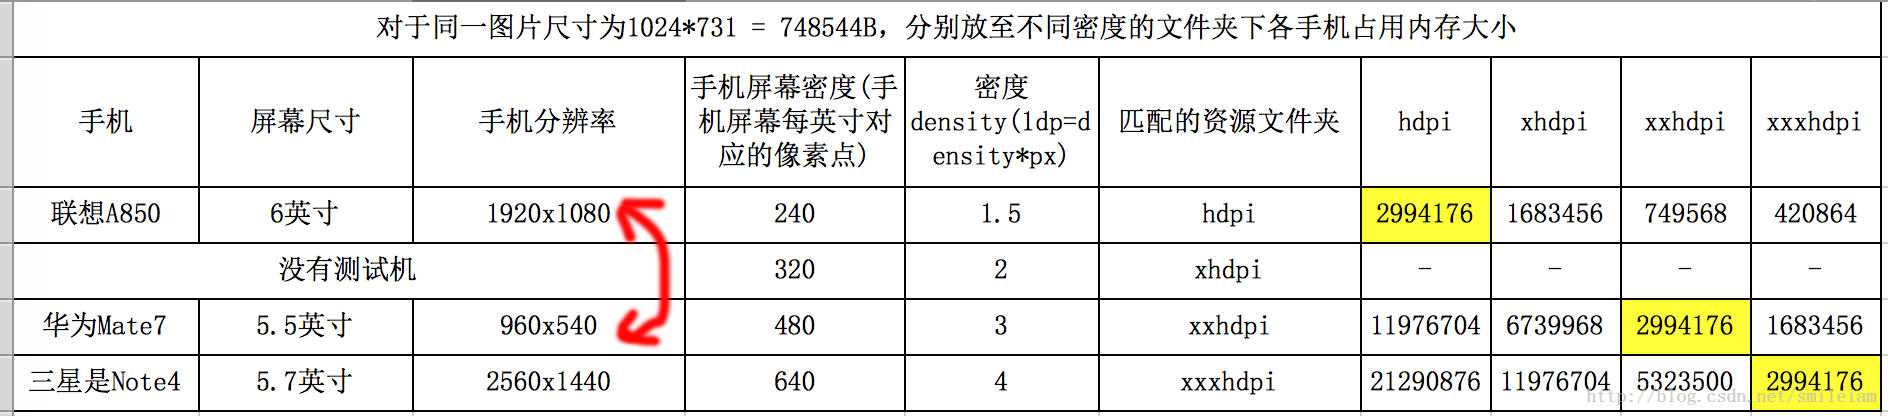 对于同一图片尺寸为1024*731 = 748544B，分别放至不同密度的文件夹下各手机占用内存大小
手机 屏幕尺寸 手机分辨率 手机屏幕密度(手
机屏幕每英寸对
应的像素点) 密度
density(1dp=d
ensity*px) 匹配的资源文件夹 hdpi xhdpi xxhdpi xxxhdpi
联想A850 6英寸 1920x1080 240 1.5 hdpi 2994176 1683456 749568 420864
没有测试机 320 2 xhdpi - - - -
华为Mate7 5.5英寸 960x540 480 3 xxhdpi 11976704 6739968 2994176 1683456
三星是Note4 5.7英寸 2560x1440 640 4 xxxhdpi 21290876 11976704 5323500 2994176
http://blog.csdn.net/smileiam